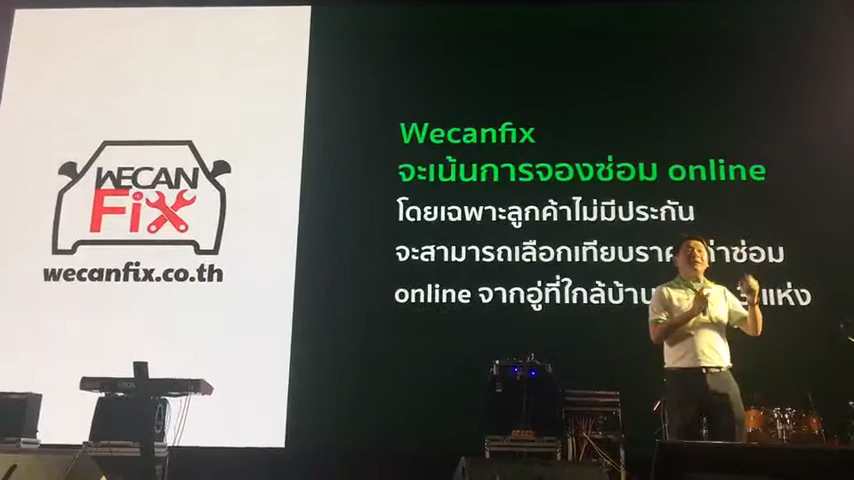 WECAN
Fix
wecanfix.co.th
Wecanfix
จะเน้นการจองซ่อม online
โดยเฉพาะลูกค้าไม่มีประกัน
จะสามารถเลือกเทียบราค ่าซ่อม
online จากอู่ที่ใกล้บ้าน แห่ง